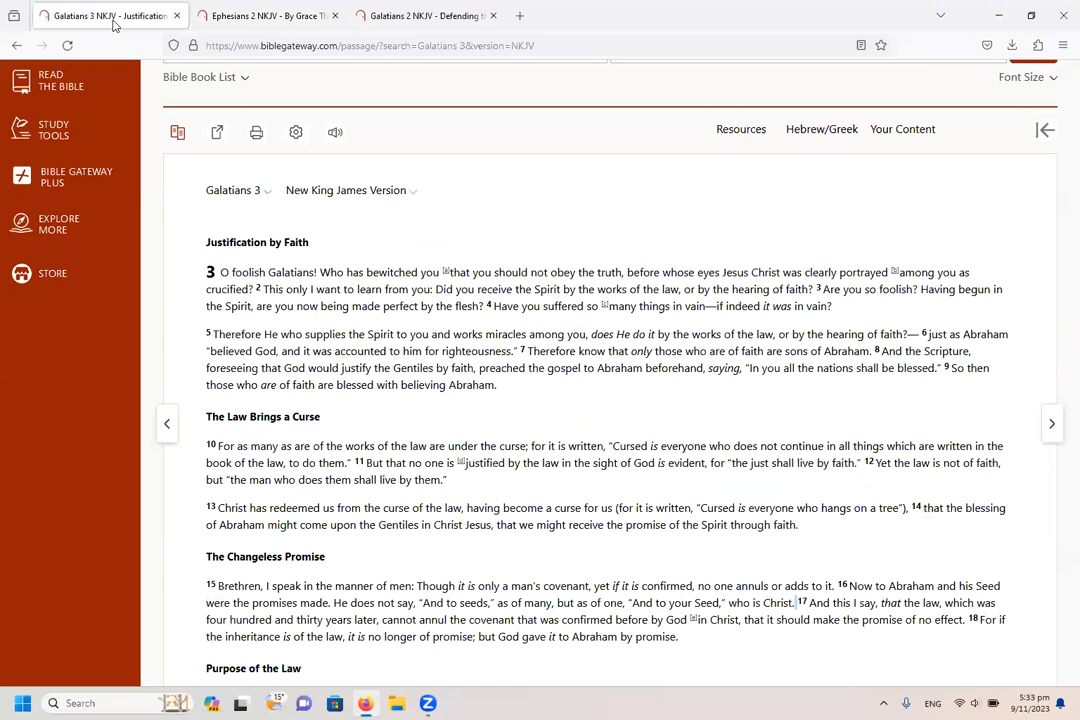 Galatians 3 NKJV - Justification
Ephesians 2 NKJV - By Grace Th
Galatians 2 NKJV - Defending th
https://www.biblegateway.com/passage/?search=Galatians 3&version=NKJV
Bible Book List
Font Size
READ
THE BIBLE
STUDY
TOOLS
BIBLE GATEWAY
PLUS
EXPLORE
MORE
STORE
Resources
Hebrew/Greek
Your Content
Galatians 3
New King James Version
Justification by Faith
3 O foolish Galatians! Who has bewitched you [a]that you should not obey the truth, before whose eyes Jesus Christ was clearly portrayed [b]among you as
crucified? 2 This only I want to learn from you: Did you receive the Spirit by the works of the law, or by the hearing of faith? 3 Are you so foolish? Having begun in
the Spirit, are you now being made perfect by the flesh? 4 Have you suffered so [c]many things in vain—if indeed it was in vain?
5 Therefore He who supplies the Spirit to you and works miracles among you, does He do it by the works of the law, or by the hearing of faith?— 6 just as Abraham
“believed God, and it was accounted to him for righteousness.” 7 Therefore know that only those who are of faith are sons of Abraham. 8 And the Scripture,
foreseeing that God would justify the Gentiles by faith, preached the gospel to Abraham beforehand, saying, “In you all the nations shall be blessed.” 9 So then
those who are of faith are blessed with believing Abraham.
The Law Brings a Curse
10 For as many as are of the works of the law are under the curse; for it is written, “Cursed is everyone who does not continue in all things which are written in the
book of the law, to do them.” 11 But that no one is [d]justified by the law in the sight of God is evident, for “the just shall live by faith.” 12 Yet the law is not of faith,
but “the man who does them shall live by them.”
13 Christ has redeemed us from the curse of the law, having become a curse for us (for it is written, “Cursed is everyone who hangs on a tree”), 14 that the blessing
of Abraham might come upon the Gentiles in Christ Jesus, that we might receive the promise of the Spirit through faith.
The Changeless Promise
15 Brethren, I speak in the manner of men: Though it is only a man’s covenant, yet if it is confirmed, no one annuls or adds to it. 16 Now to Abraham and his Seed
were the promises made. He does not say, “And to seeds,” as of many, but as of one, “And to your Seed,” who is Christ. 17 And this I say, that the law, which was
four hundred and thirty years later, cannot annul the covenant that was confirmed before by God [e]in Christ, that it should make the promise of no effect. 18 For if
the inheritance is of the law, it is no longer of promise; but God gave it to Abraham by promise.
Purpose of the Law
Search
15°
ENG
5:33 pm
9/11/2023